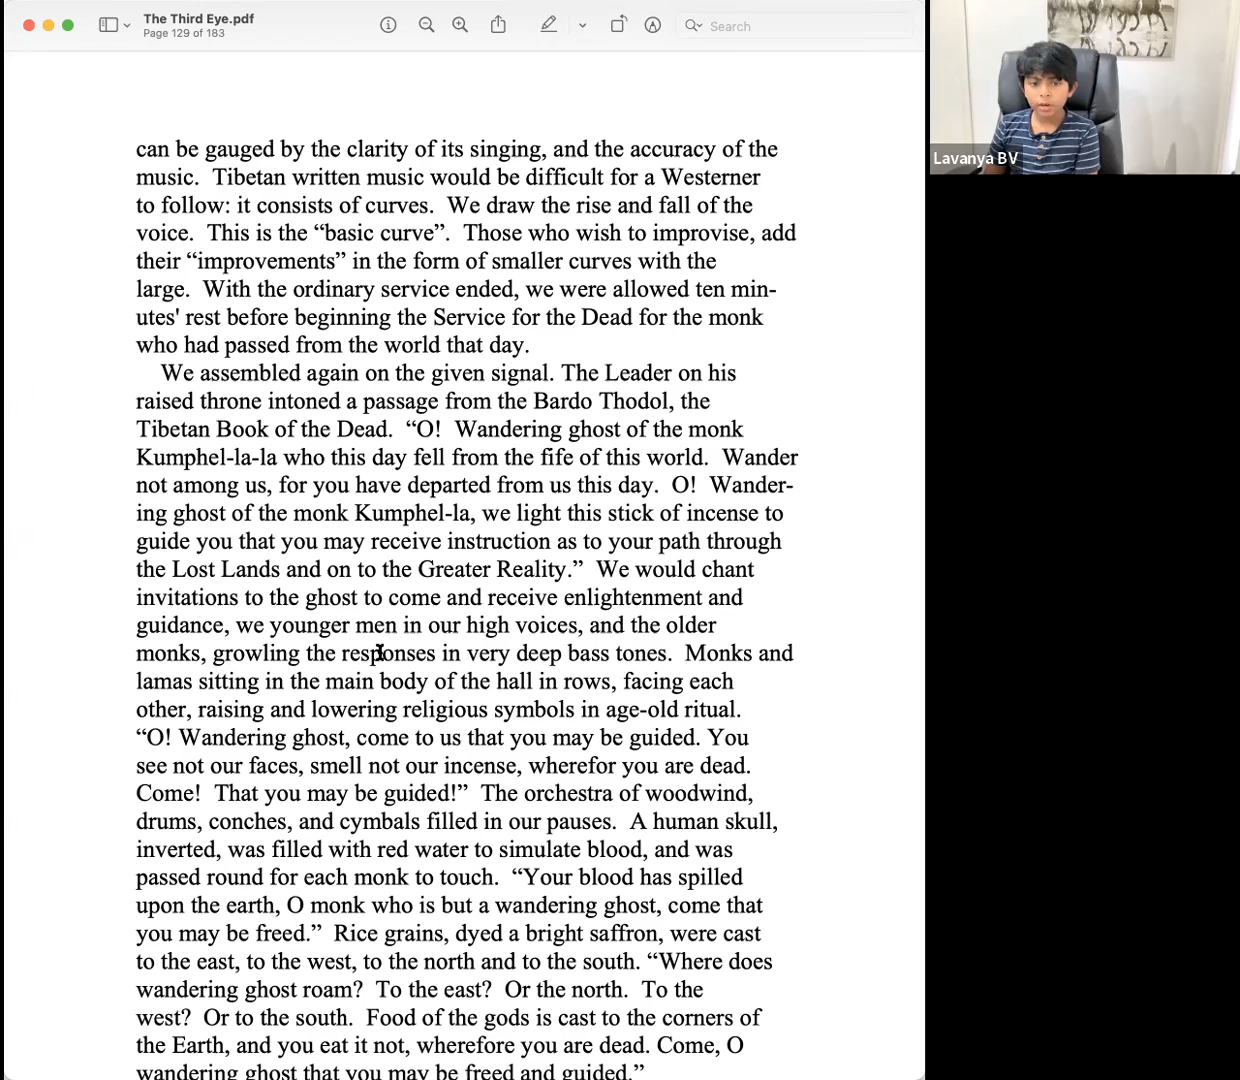 The Third Eye.pdf
Page 129 of 183
Search
Lavanya BV
can be gauged by the clarity of its singing, and the accuracy of the
music.  Tibetan written music would be difficult for a Westerner
to follow: it consists of curves.  We draw the rise and fall of the
voice.  This is the “basic curve”.  Those who wish to improvise, add
their “improvements” in the form of smaller curves with the
large.  With the ordinary service ended, we were allowed ten min-
utes' rest before beginning the Service for the Dead for the monk
who had passed from the world that day.
We assembled again on the given signal. The Leader on his
raised throne intoned a passage from the Bardo Thodol, the
Tibetan Book of the Dead.  “O!  Wandering ghost of the monk
Kumphel-la-la who this day fell from the fife of this world.  Wander
not among us, for you have departed from us this day.  O!  Wander-
ing ghost of the monk Kumphel-la, we light this stick of incense to
guide you that you may receive instruction as to your path through
the Lost Lands and on to the Greater Reality.”  We would chant
invitations to the ghost to come and receive enlightenment and
guidance, we younger men in our high voices, and the older
monks, growling the responses in very deep bass tones.  Monks and
lamas sitting in the main body of the hall in rows, facing each
other, raising and lowering religious symbols in age-old ritual.
“O! Wandering ghost, come to us that you may be guided. You
see not our faces, smell not our incense, wherefor you are dead.
Come!  That you may be guided!”  The orchestra of woodwind,
drums, conches, and cymbals filled in our pauses.  A human skull,
inverted, was filled with red water to simulate blood, and was
passed round for each monk to touch.  “Your blood has spilled
upon the earth, O monk who is but a wandering ghost, come that
you may be freed.”  Rice grains, dyed a bright saffron, were cast
to the east, to the west, to the north and to the south. “Where does
wandering ghost roam?  To the east?  Or the north.  To the
west?  Or to the south.  Food of the gods is cast to the corners of
the Earth, and you eat it not, wherefore you are dead. Come, O
wandering ghost that you may be freed and guided.”